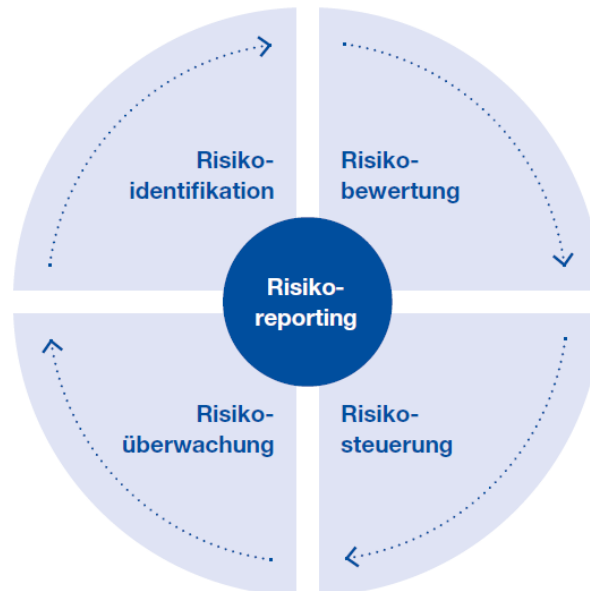 Risiko-
identifikation
Risiko-
bewertung
Risiko-
reporting
Risiko-
überwachung
Risiko-
steuerung